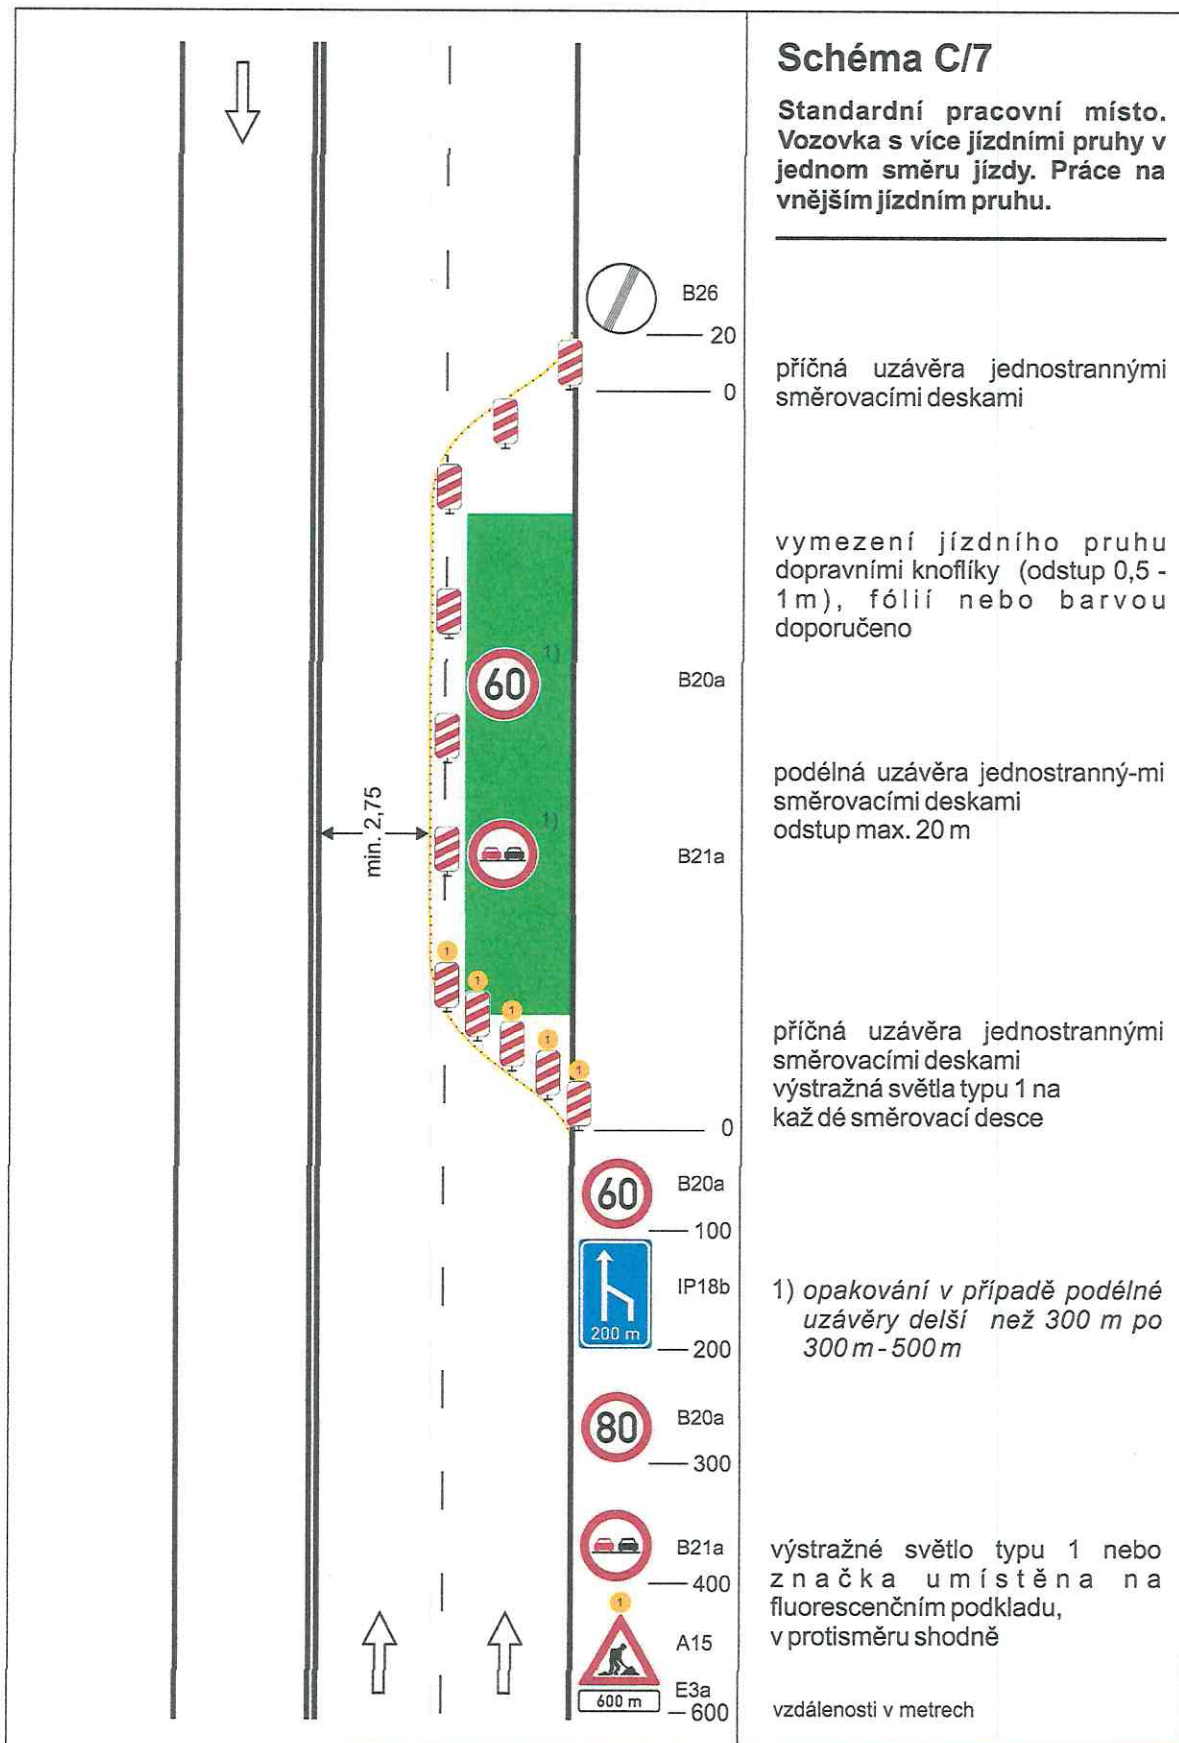 Schéma C/7
Standardní pracovní místo.
Vozovka s více jízdními pruhy v
jednom směru jízdy. Práce na
vnějším jízdním pruhu.
B26
20
příčná uzávěra jednostrannými
směrovacími deskami
0
vymezení jízdního pruhu
dopravními knoflíky (odstup 0,5 -
1m), fólií nebo barvou
doporučeno
1)
60
B20a
podélná uzávěra jednostranný-mi
směrovacími deskami
odstup max. 20 m
min. 2,75
1)
B21a
1
1
1
1
1
příčná uzávěra jednostrannými
směrovacími deskami
výstražná světla typu 1 na
kaž dé směrovací desce
0
60
B20a
100
IP18b
200 m
200
1) opakování v případě podélné
uzávěry delší než 300 m po
300 m - 500 m
80
B20a
300
B21a
400
výstražné světlo typu 1 nebo
značka umístěna na
fluorescenčním podkladu,
v protisměru shodně
1
A15
E3a
600 m
600
vzdálenosti v metrech